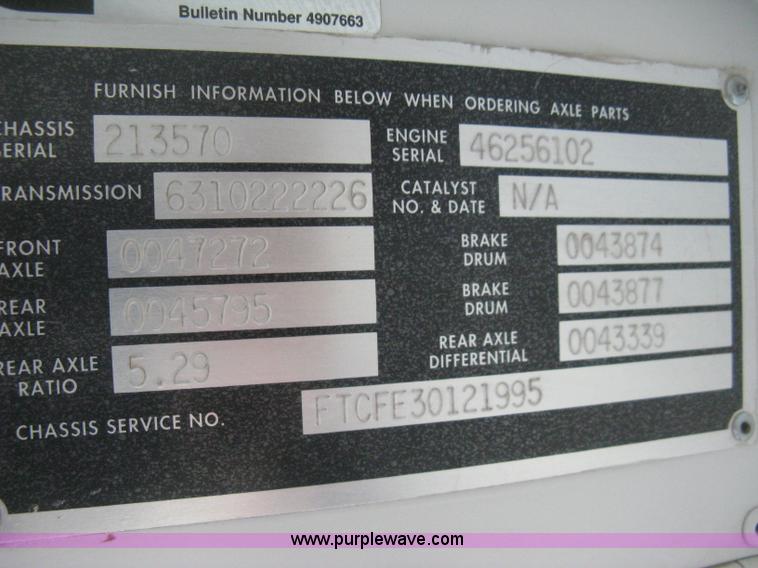 Bulletin Number 4907663
FURNISH INFORMATION BELOW WHEN ORDERING AXLE PARTS
CHASSIS SERIAL 213570 ENGINE SERIAL 46256102
TRANSMISSION 6310222226 CATALYST NO. & DATE N/A
FRONT AXLE 0047272 BRAKE DRUM 0043874
REAR AXLE 0045795 BRAKE DRUM 0043877
REAR AXLE RATIO 5.29 REAR AXLE DIFFERENTIAL 0043339
CHASSIS SERVICE NO. FTCFE30121995
www.purplewave.com